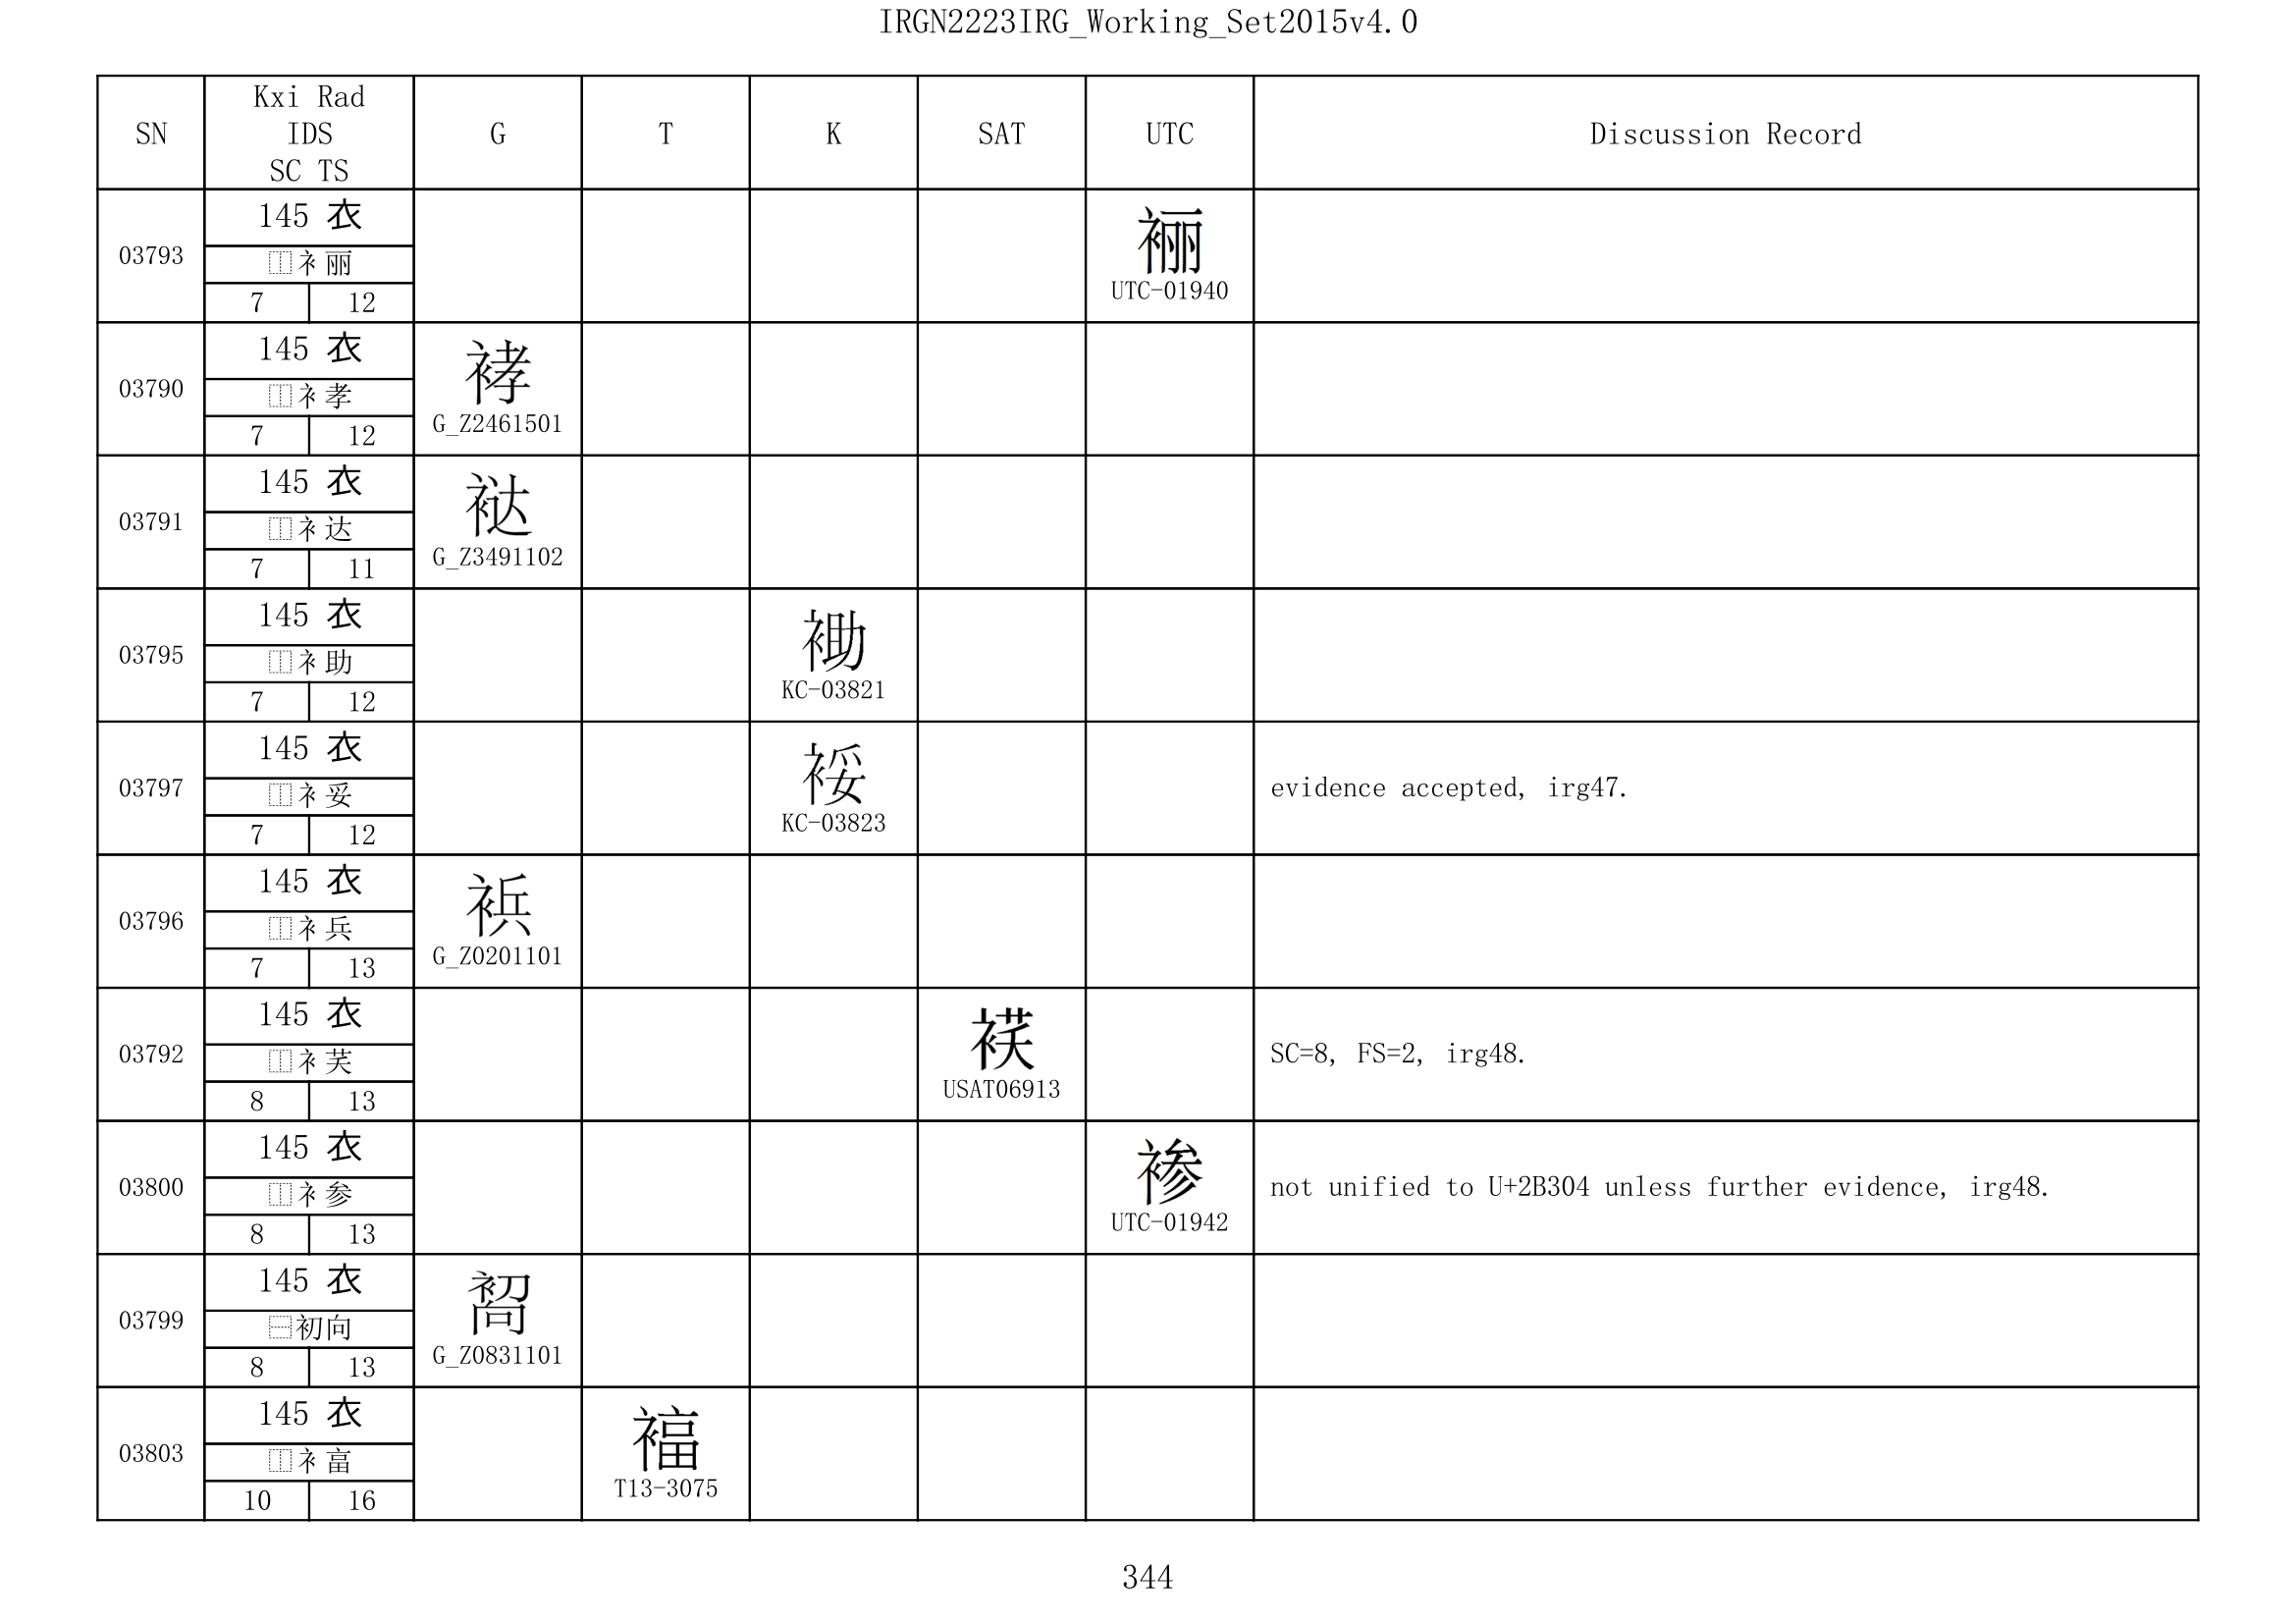 IRGN2223IRG_Working_Set2015v4.0
SN Kxi Rad IDS SC TS G T K SAT UTC Discussion Record
03793 145 衣 ⿰衤丽 7 12 UTC-01940
03790 145 衣 ⿰衤孝 7 12 G_Z2461501
03791 145 衣 ⿰衤达 7 11 G_Z3491102
03795 145 衣 ⿰衤助 7 12 KC-03821
03797 145 衣 ⿰衤妥 7 12 KC-03823 evidence accepted, irg47.
03796 145 衣 ⿰衤兵 7 13 G_Z0201101
03792 145 衣 ⿰衤芙 8 13 USAT06913 SC=8, FS=2, irg48.
03800 145 衣 ⿰衤参 8 13 UTC-01942 not unified to U+2B304 unless further evidence, irg48.
03799 145 衣 ⿱初向 8 13 G_Z0831101
03803 145 衣 ⿰衤畐 10 16 T13-3075
344